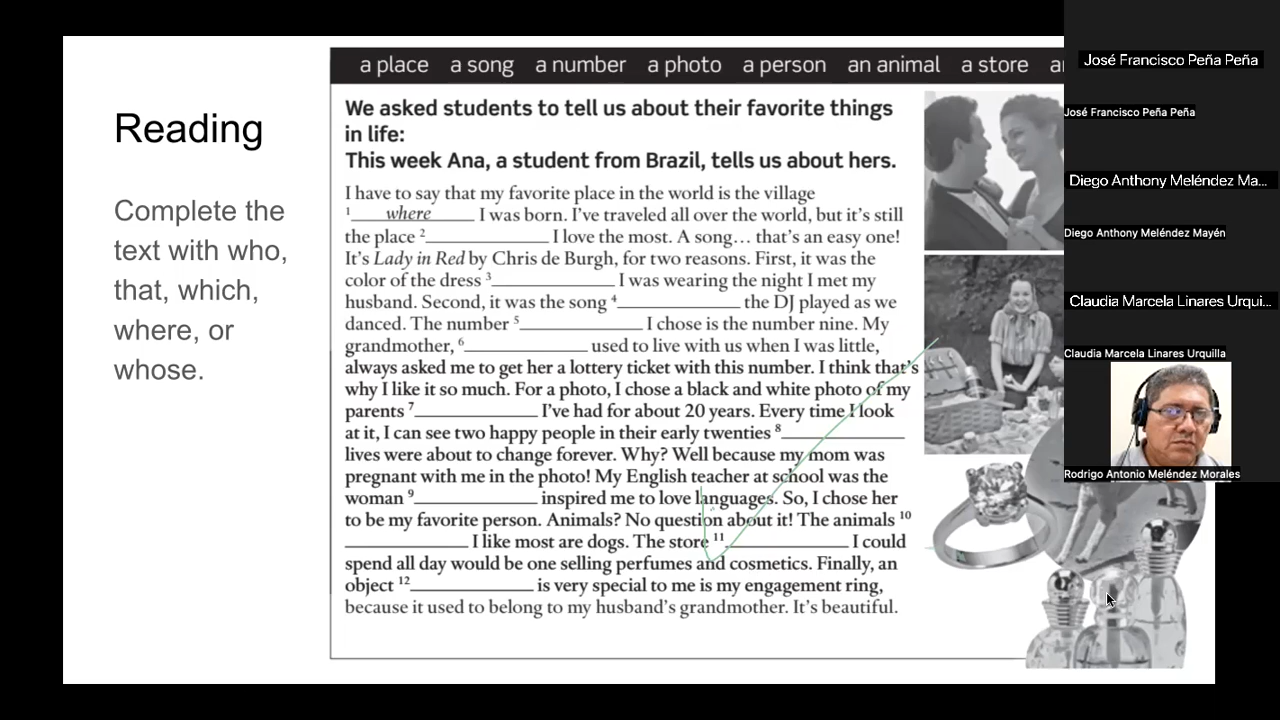 Reading
Complete the
text with who,
that, which,
where, or
whose.
a place a song a number a photo a person an animal a store
We asked students to tell us about their favorite things
in life:
This week Ana, a student from Brazil, tells us about hers.
I have to say that my favorite place in the world is the village
1 where I was born. I've traveled all over the world, but it's still
the place 2 I love the most. A song… that's an easy one!
It's Lady in Red by Chris de Burgh, for two reasons. First, it was the
color of the dress 3 I was wearing the night I met my
husband. Second, it was the song 4 the DJ played as we
danced. The number 5 I chose is the number nine. My
grandmother, 6 used to live with us when I was little,
always asked me to get her a lottery ticket with this number. I think that's
why I like it so much. For a photo, I chose a black and white photo of my
parents 7 I've had for about 20 years. Every time I look
at it, I can see two happy people in their early twenties 8
lives were about to change forever. Why? Well because my mom was
pregnant with me in the photo! My English teacher at school was the
woman 9 inspired me to love languages. So, I chose her
to be my favorite person. Animals? No question about it! The animals 10
I like most are dogs. The store 11 I could
spend all day would be one selling perfumes and cosmetics. Finally, an
object 12 is very special to me is my engagement ring,
because it used to belong to my husband's grandmother. It's beautiful.
José Francisco Peña Peña
José Francisco Peña Peña
Diego Anthony Meléndez Ma...
Diego Anthony Meléndez Mayén
Claudia Marcela Linares Urqui...
Claudia Marcela Linares Urquilla
Rodrigo Antonio Meléndez Morales